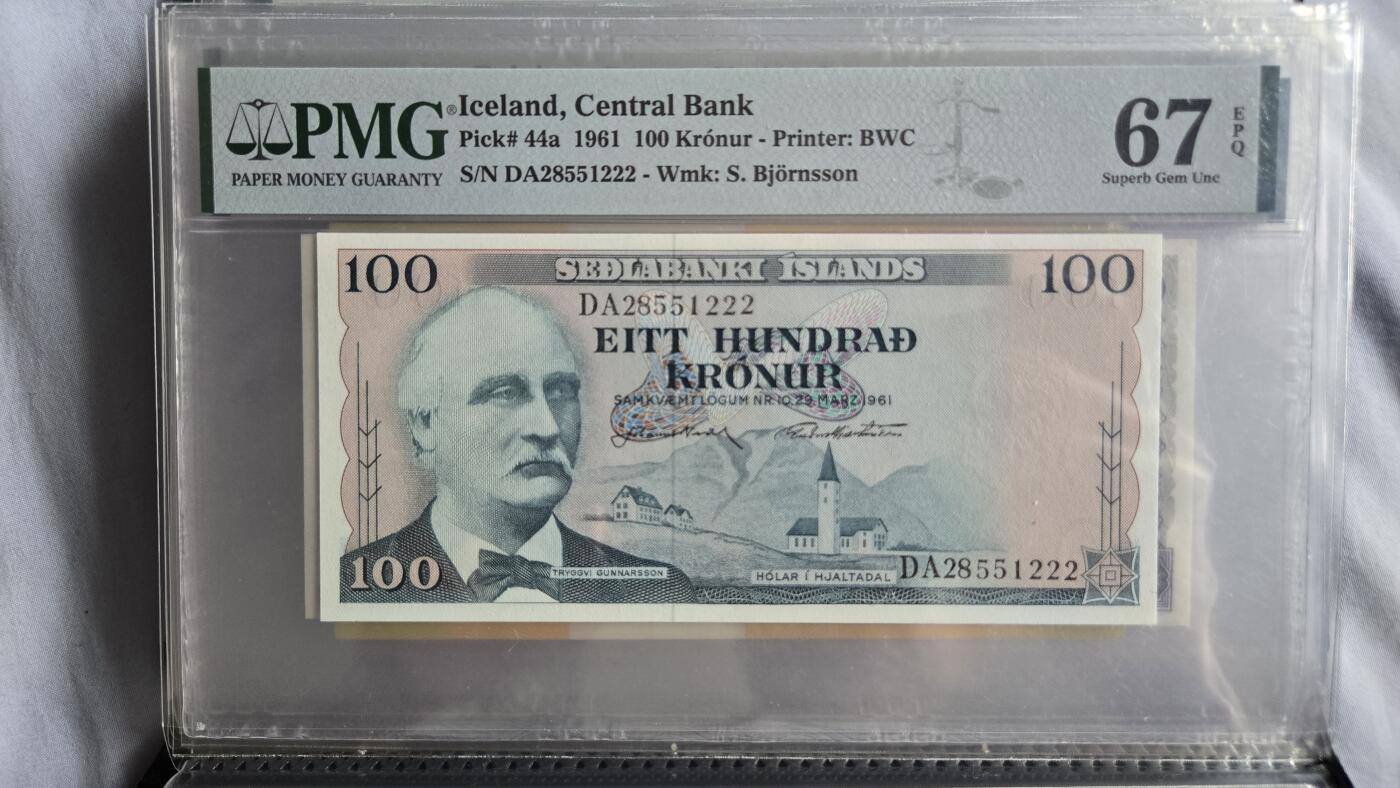 PMG®
PAPER MONEY GUARANTY
Iceland, Central Bank
Pick# 44a 1961 100 Krónur - Printer: BWC
S/N DA28551222 - Wmk: S. Björnsson
67
EPQ
Superb Gem Unc
100
SEÐLABANKI ÍSLANDS
100
DA28551222
EITT HUNDRAÐ
KRÓNUR
SAMKVÆMT LÖGUM NR. 10, 29. MARZ 1961
100
TRYGGVI GUNNARSSON
HÓLAR Í HJALTADAL
DA28551222